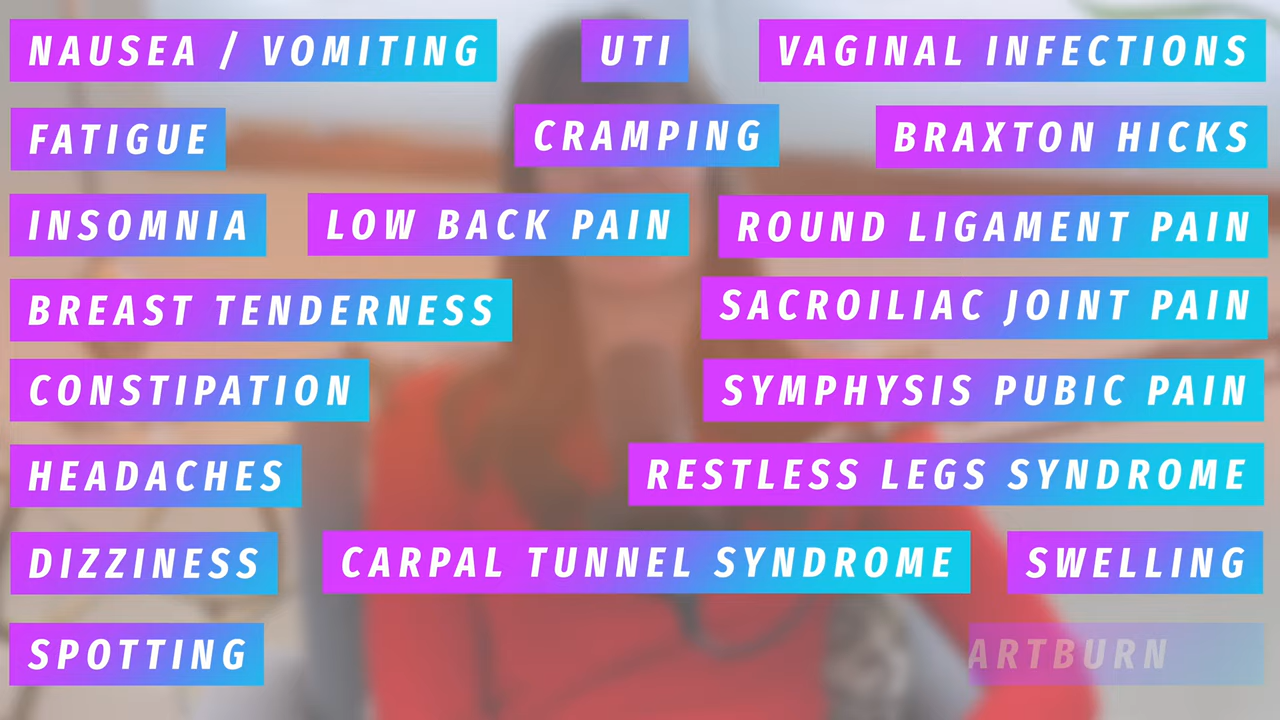 NAUSEA / VOMITING
UTI
VAGINAL INFECTIONS
FATIGUE
CRAMPING
BRAXTON HICKS
INSOMNIA
LOW BACK PAIN
ROUND LIGAMENT PAIN
BREAST TENDERNESS
SACROILIAC JOINT PAIN
CONSTIPATION
SYMPHYSIS PUBIC PAIN
HEADACHES
RESTLESS LEGS SYNDROME
DIZZINESS
CARPAL TUNNEL SYNDROME
SWELLING
SPOTTING
ARTBURN